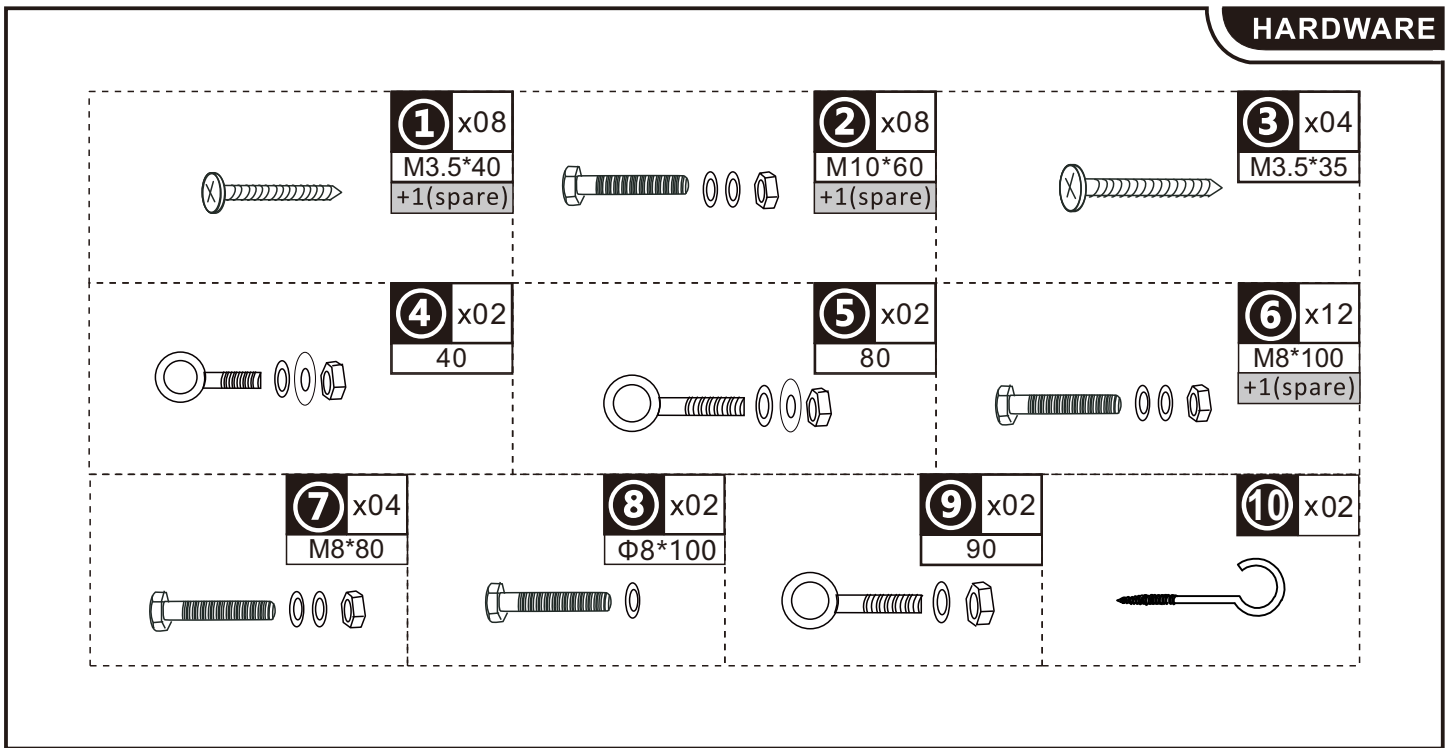 HARDWARE
1 x08
M3.5*40
+1(spare)
2 x08
M10*60
+1(spare)
3 x04
M3.5*35
4 x02
40
5 x02
80
6 x12
M8*100
+1(spare)
7 x04
M8*80
8 x02
Φ8*100
9 x02
90
10 x02